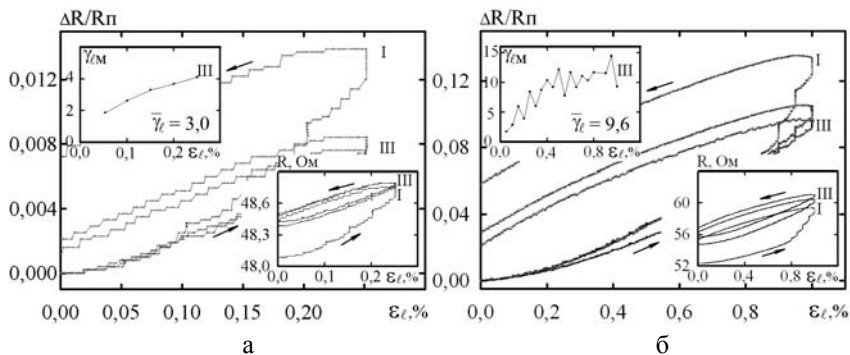 ΔR/Rп
0,012
0,008
0,004
0,000
0,00 0,05 0,10 0,15 0,20 εℓ,%
I
III
γℓм
4
2
0
0,0 0,1 0,2 εℓ,%
III
γ̅ℓ = 3,0
R, Ом
48,6
48,3
48,0
0,0 0,1 0,2 εℓ,%
III
I
а
ΔR/Rп
0,12
0,08
0,04
0,00
0,0 0,2 0,4 0,6 0,8 εℓ,%
I
III
γℓм
15
10
5
0
0,0 0,4 0,8 εℓ,%
III
γ̅ℓ = 9,6
R, Ом
60
56
52
0,0 0,4 0,8 εℓ,%
III
I
б